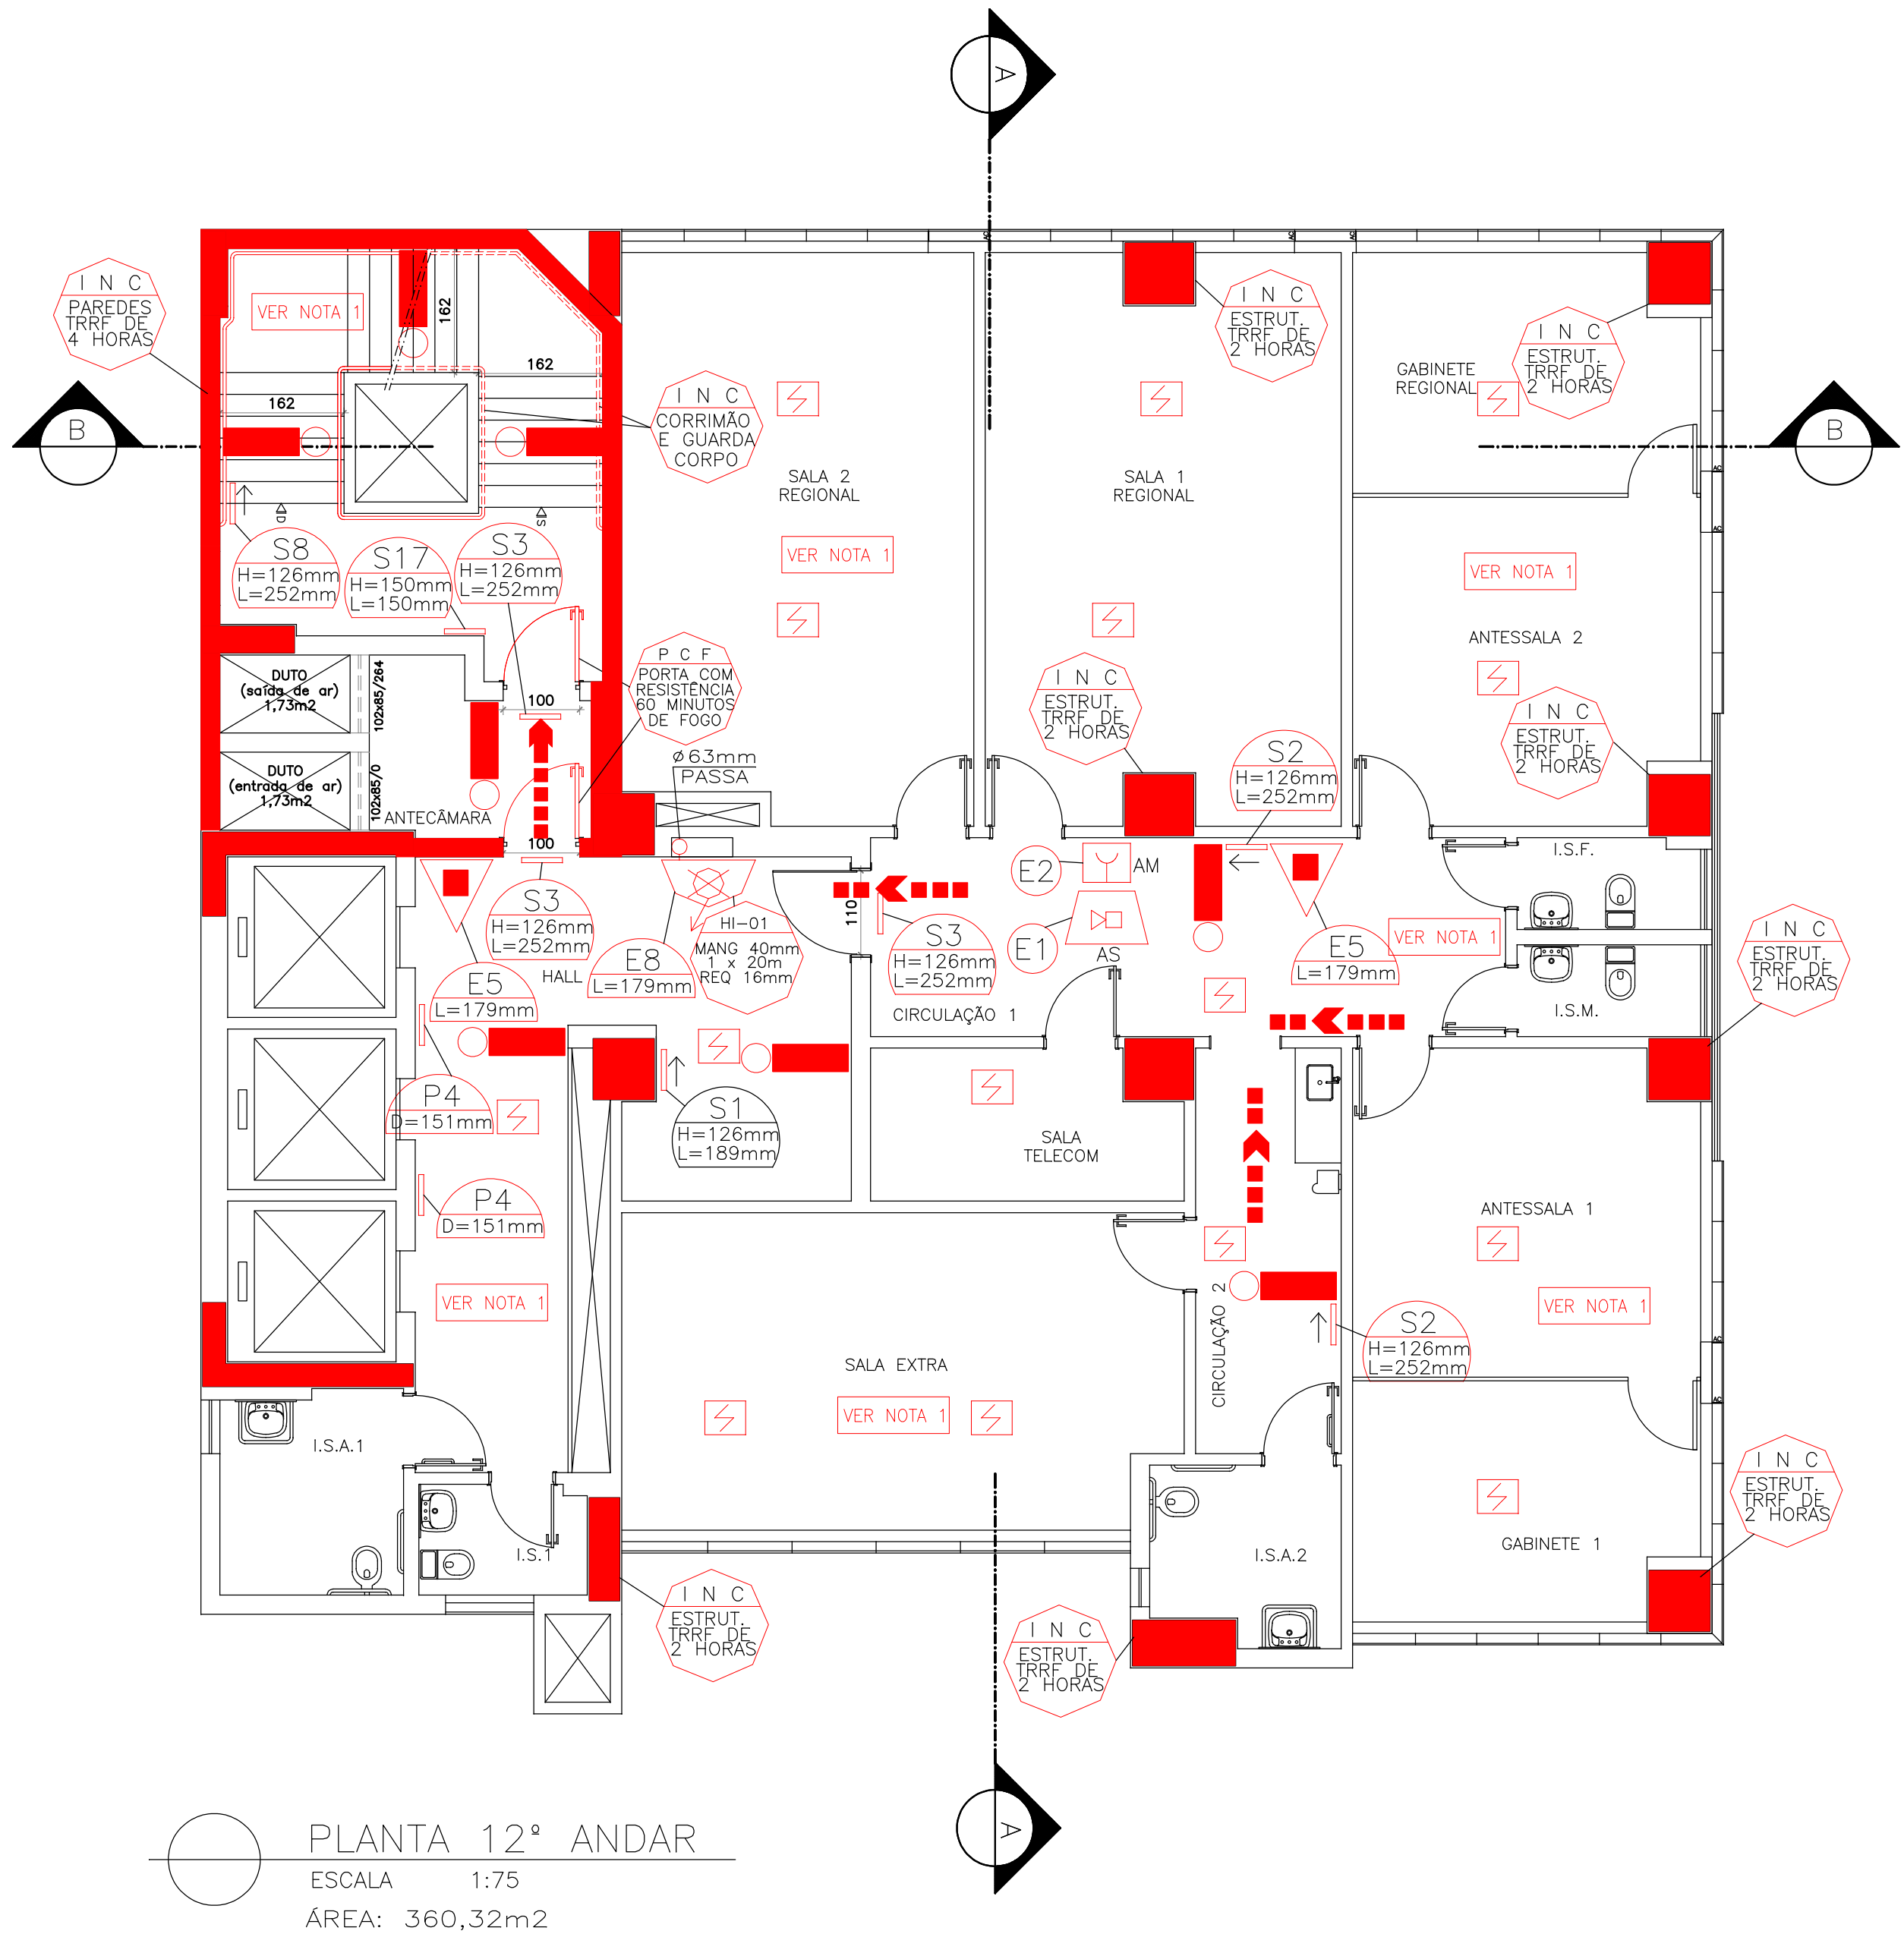 A
I N C
PAREDES
TRRF DE
4 HORAS
VER NOTA 1
162
162
162
B
D
S
I N C
CORRIMÃO
E GUARDA
CORPO
S8
H=126mm
L=252mm
S17
H=150mm
L=150mm
S3
H=126mm
L=252mm
AC
AC
AC
I N C
ESTRUT.
TRRF DE
2 HORAS
I N C
ESTRUT.
TRRF DE
2 HORAS
GABINETE
REGIONAL
B
SALA 2
REGIONAL
SALA 1
REGIONAL
AC
AC
VER NOTA 1
VER NOTA 1
ANTESSALA 2
P C F
PORTA COM
RESISTÊNCIA
60 MINUTOS
DE FOGO
I N C
ESTRUT.
TRRF DE
2 HORAS
I N C
ESTRUT.
TRRF DE
2 HORAS
DUTO
(saída de ar)
1,73m2
102x85/264
DUTO
(entrada de ar)
1,73m2
102x85/0
100
ANTECÂMARA
100
Ø63mm
PASSA
S2
H=126mm
L=252mm
S3
H=126mm
L=252mm
HALL
E5
L=179mm
E8
L=179mm
HI-01
MANG 40mm
1 x 20m
REQ 16mm
110
S3
H=126mm
L=252mm
CIRCULAÇÃO 1
E2
AM
E1
AS
E5
L=179mm
VER NOTA 1
I.S.F.
I.S.M.
I N C
ESTRUT.
TRRF DE
2 HORAS
P4
D=151mm
S1
H=126mm
L=189mm
SALA
TELECOM
P4
D=151mm
VER NOTA 1
ANTESSALA 1
VER NOTA 1
CIRCULAÇÃO 2
S2
H=126mm
L=252mm
AC
AC
SALA EXTRA
VER NOTA 1
I.S.A.1
I.S.1
I.S.A.2
GABINETE 1
I N C
ESTRUT.
TRRF DE
2 HORAS
I N C
ESTRUT.
TRRF DE
2 HORAS
I N C
ESTRUT.
TRRF DE
2 HORAS
A
PLANTA 12º ANDAR
ESCALA 1:75
ÁREA: 360,32m2